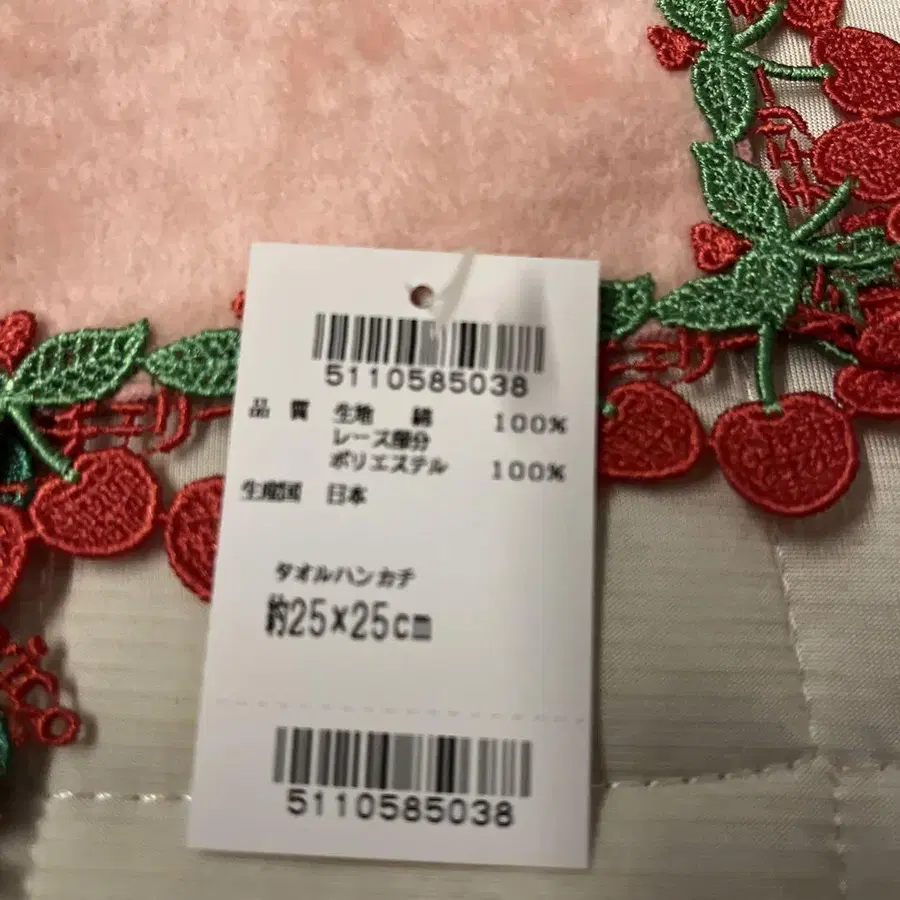 5110585038
品 質 生地 綿 100%
レース部分
ポリエステル 100%
生産国 日本
タオルハンカチ
約25×25cm
5110585038